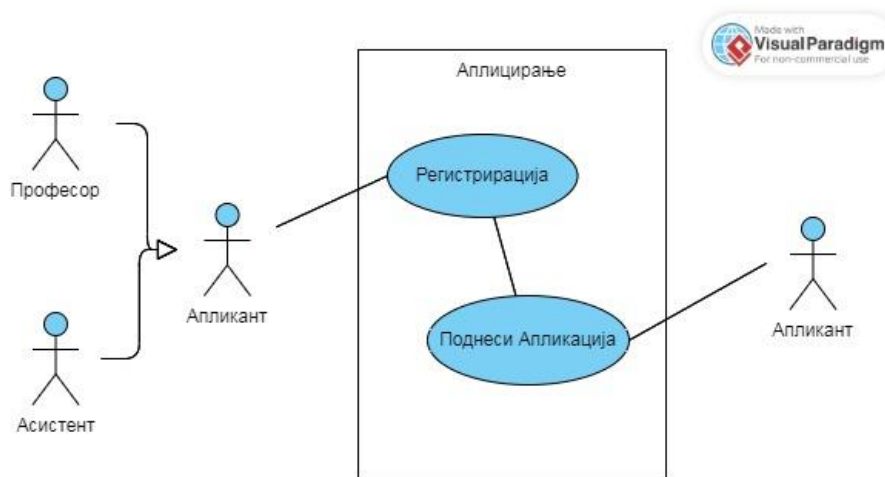 Made with
Visual Paradigm
For non-commercial use
Аплицирање
Професор
Регистрирација
Апликант
Поднеси Апликација
Апликант
Асистент